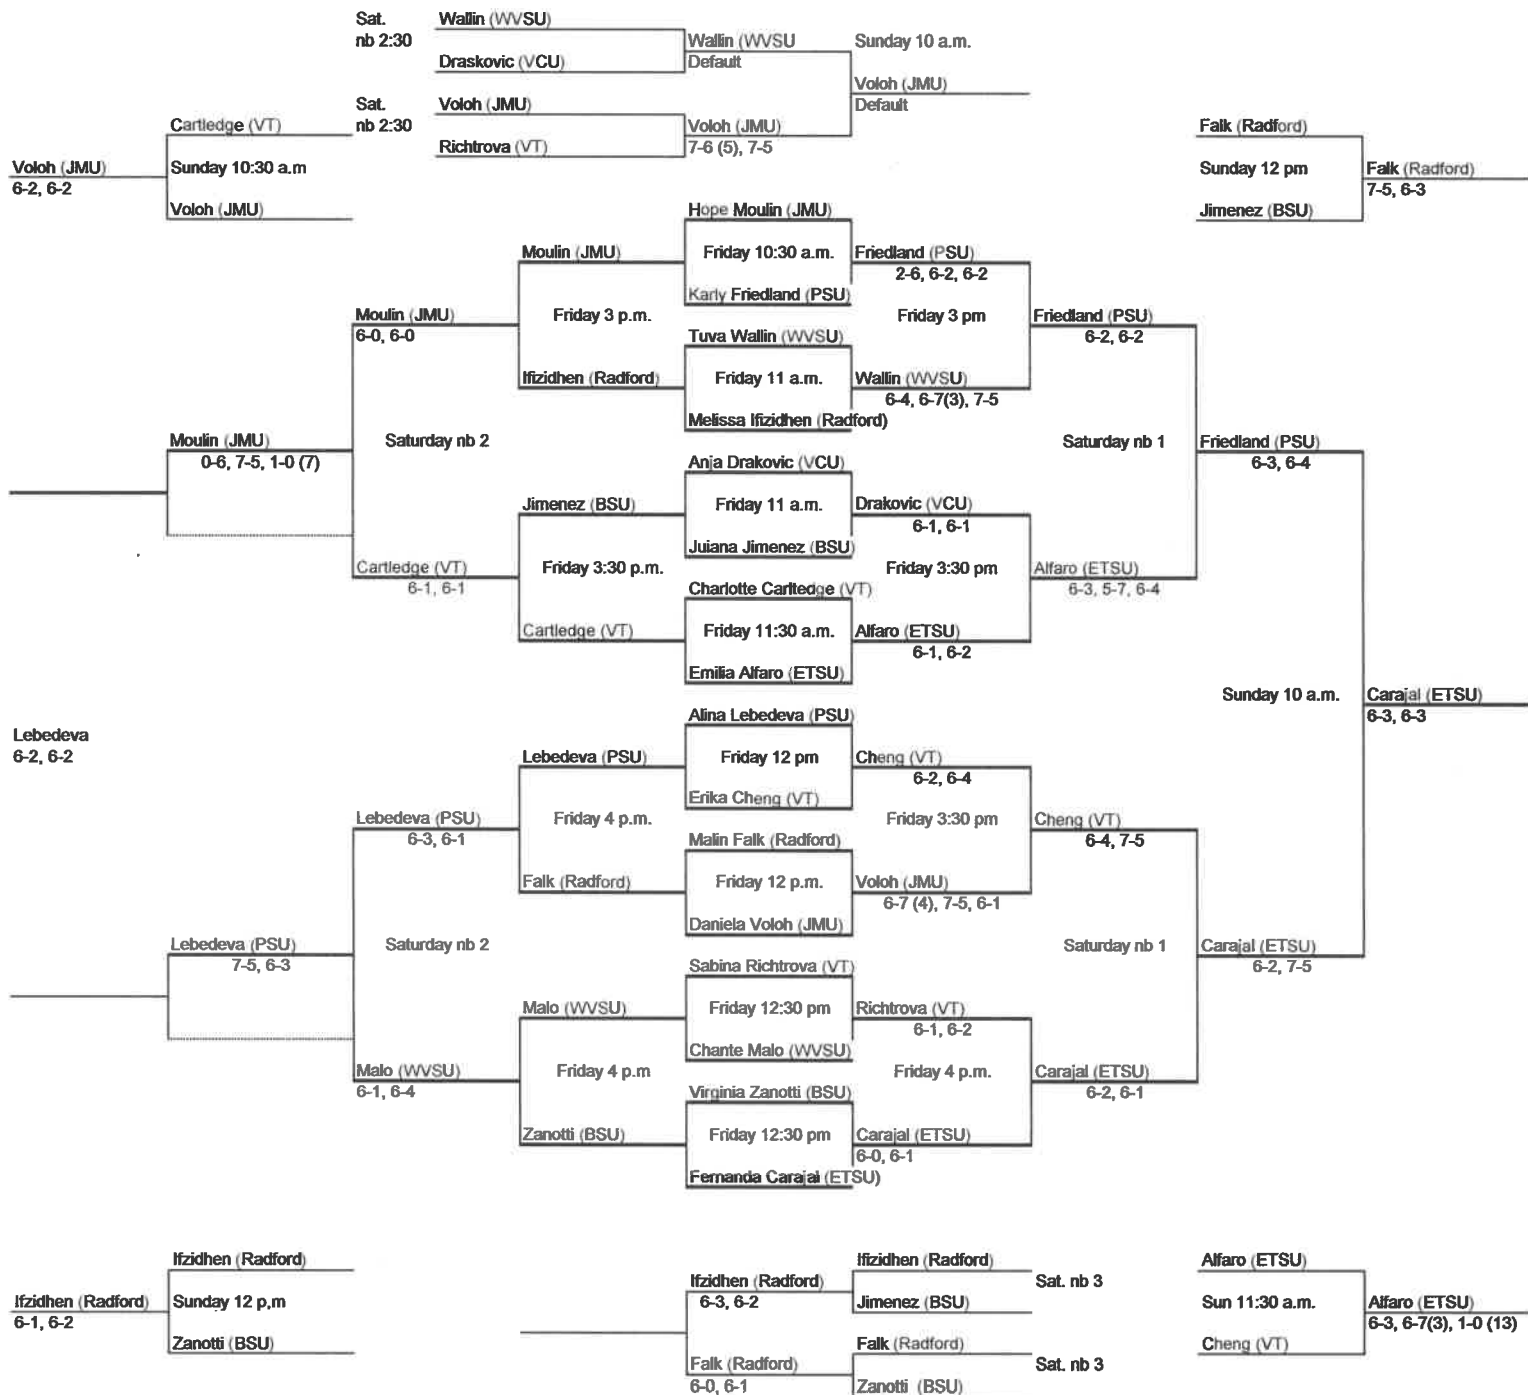 Sat.
nb 2:30
Wallin (WVSU)
Draskovic (VCU)
Wallin (WVSU
Default
Sunday 10 a.m.
Voloh (JMU)
Default
Sat.
nb 2:30
Voloh (JMU)
Richtrova (VT)
Voloh (JMU)
7-6 (5), 7-5
Cartledge (VT)
Voloh (JMU)
6-2, 6-2
Sunday 10:30 a.m
Voloh (JMU)
Falk (Radford)
Sunday 12 pm
Jimenez (BSU)
Falk (Radford)
7-5, 6-3
Hope Moulin (JMU)
Moulin (JMU)
Friday 10:30 a.m.
Friedland (PSU)
2-6, 6-2, 6-2
Karly Friedland (PSU)
Moulin (JMU)
6-0, 6-0
Friday 3 p.m.
Friday 3 pm
Friedland (PSU)
6-2, 6-2
Tuva Wallin (WVSU)
Ifizidhen (Radford)
Friday 11 a.m.
Wallin (WVSU)
6-4, 6-7(3), 7-5
Melissa Ifizidhen (Radford)
Moulin (JMU)
0-6, 7-5, 1-0 (7)
Saturday nb 2
Saturday nb 1
Friedland (PSU)
6-3, 6-4
Anja Drakovic (VCU)
Jimenez (BSU)
Friday 11 a.m.
Drakovic (VCU)
6-1, 6-1
Juiana Jimenez (BSU)
Cartledge (VT)
6-1, 6-1
Friday 3:30 p.m.
Friday 3:30 pm
Alfaro (ETSU)
6-3, 5-7, 6-4
Charlotte Carltedge (VT)
Cartledge (VT)
Friday 11:30 a.m.
Alfaro (ETSU)
6-1, 6-2
Emilia Alfaro (ETSU)
Sunday 10 a.m.
Carajal (ETSU)
6-3, 6-3
Lebedeva
6-2, 6-2
Alina Lebedeva (PSU)
Lebedeva (PSU)
Friday 12 pm
Cheng (VT)
6-2, 6-4
Erika Cheng (VT)
Lebedeva (PSU)
6-3, 6-1
Friday 4 p.m.
Friday 3:30 pm
Cheng (VT)
6-4, 7-5
Malin Falk (Radford)
Falk (Radford)
Friday 12 p.m.
Voloh (JMU)
6-7 (4), 7-5, 6-1
Daniela Voloh (JMU)
Lebedeva (PSU)
7-5, 6-3
Saturday nb 2
Saturday nb 1
Carajal (ETSU)
6-2, 7-5
Sabina Richtrova (VT)
Malo (WVSU)
Friday 12:30 pm
Richtrova (VT)
6-1, 6-2
Chante Malo (WVSU)
Malo (WVSU)
6-1, 6-4
Friday 4 p.m
Friday 4 p.m.
Carajal (ETSU)
6-2, 6-1
Virginia Zanotti (BSU)
Zanotti (BSU)
Friday 12:30 pm
Carajal (ETSU)
6-0, 6-1
Fernanda Carajal (ETSU)
Ifzidhen (Radford)
Ifzidhen (Radford)
6-1, 6-2
Sunday 12 p,m
Zanotti (BSU)
Ifzidhen (Radford)
6-3, 6-2
Ifizidhen (Radford)
Jimenez (BSU)
Sat. nb 3
Falk (Radford)
6-0, 6-1
Falk (Radford)
Zanotti (BSU)
Sat. nb 3
Alfaro (ETSU)
Sun 11:30 a.m.
Cheng (VT)
Alfaro (ETSU)
6-3, 6-7(3), 1-0 (13)